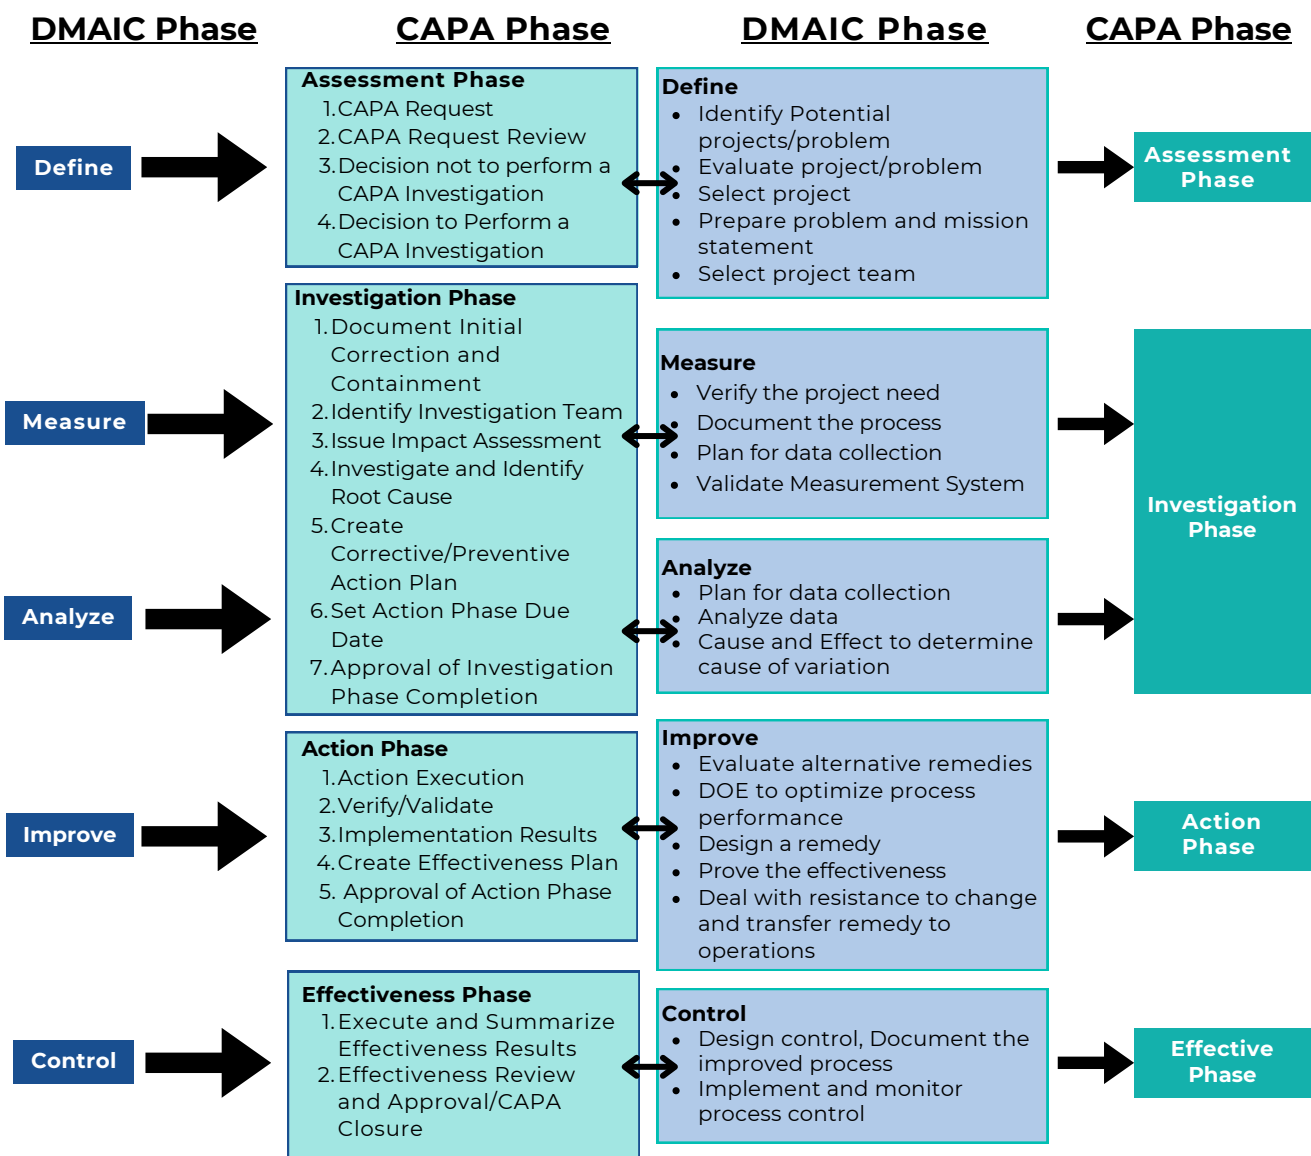 DMAIC Phase
CAPA Phase
DMAIC Phase
CAPA Phase
Define
Assessment Phase
1.CAPA Request
2.CAPA Request Review
3.Decision not to perform a
CAPA Investigation
4.Decision to Perform a
CAPA Investigation
Define
• Identify Potential
projects/problem
• Evaluate project/problem
• Select project
• Prepare problem and mission
statement
• Select project team
Assessment
Phase
Measure
Analyze
Investigation Phase
1.Document Initial
Correction and
Containment
2.Identify Investigation Team
3.Issue Impact Assessment
4.Investigate and Identify
Root Cause
5.Create
Corrective/Preventive
Action Plan
6.Set Action Phase Due
Date
7.Approval of Investigation
Phase Completion
Measure
• Verify the project need
• Document the process
• Plan for data collection
• Validate Measurement System
Analyze
• Plan for data collection
• Analyze data
• Cause and Effect to determine
cause of variation
Investigation
Phase
Improve
Action Phase
1.Action Execution
2.Verify/Validate
3.Implementation Results
4.Create Effectiveness Plan
5. Approval of Action Phase
Completion
Improve
• Evaluate alternative remedies
• DOE to optimize process
performance
• Design a remedy
• Prove the effectiveness
• Deal with resistance to change
and transfer remedy to
operations
Action
Phase
Control
Effectiveness Phase
1.Execute and Summarize
Effectiveness Results
2.Effectiveness Review
and Approval/CAPA
Closure
Control
• Design control, Document the
improved process
• Implement and monitor
process control
Effective
Phase